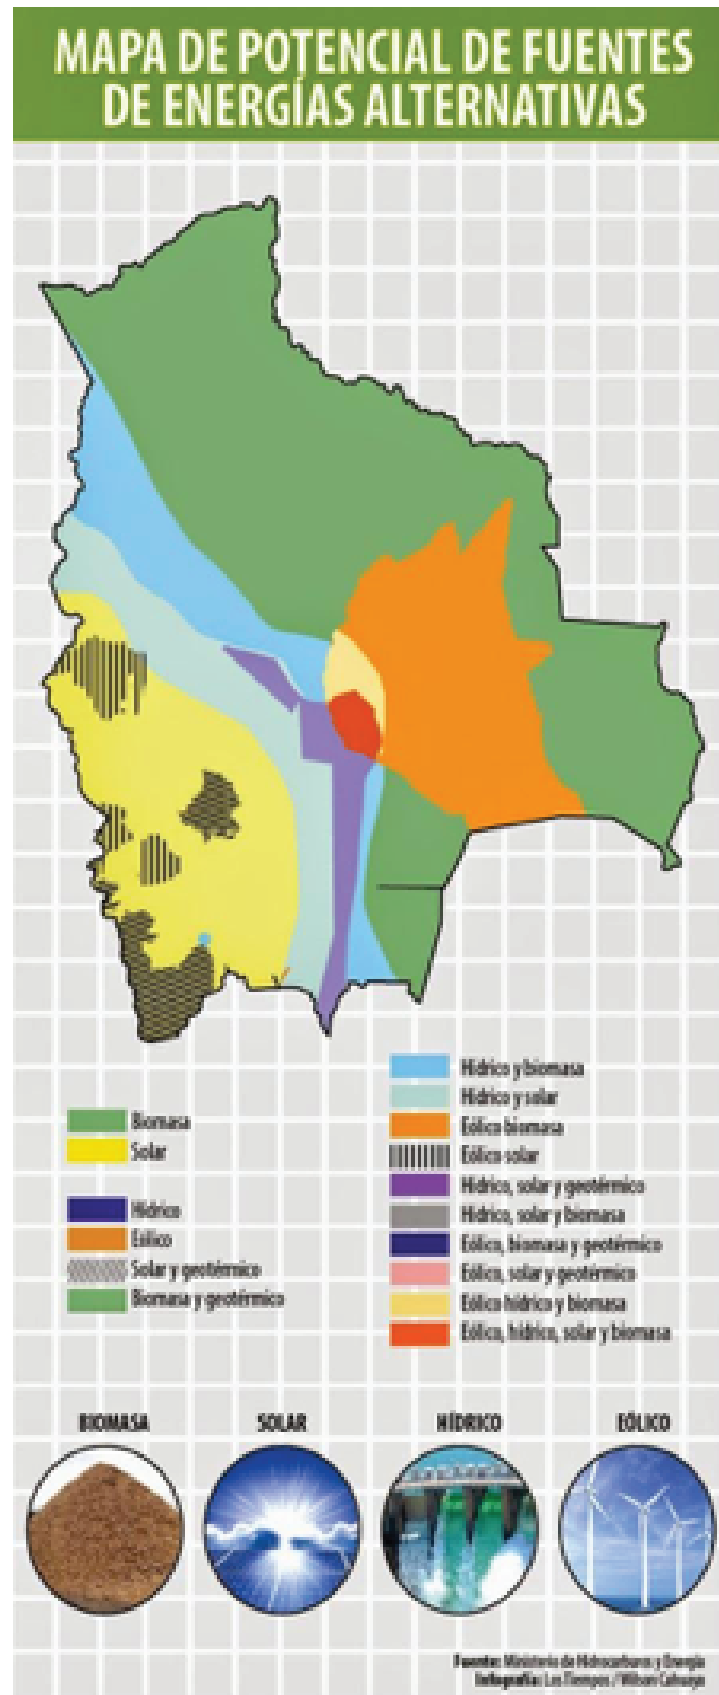 MAPA DE POTENCIAL DE FUENTES
DE ENERGÍAS ALTERNATIVAS
Biomasa
Solar
Hídrico
Eólico
Solar y geotérmico
Biomasa y geotérmico
Hídrico y biomasa
Hídrico y solar
Eólico biomasa
Eólico solar
Hídrico, solar y geotérmico
Hídrico, solar y biomasa
Eólico, biomasa y geotérmico
Eólico, solar y geotérmico
Eólico hídrico y biomasa
Eólico, hídrico, solar y biomasa
BIOMASA
SOLAR
HÍDRICO
EÓLICO
Fuente: Ministerio de Hidrocarburos y Energía
Infografía: Los Tiempos / Wilson Cahuaya